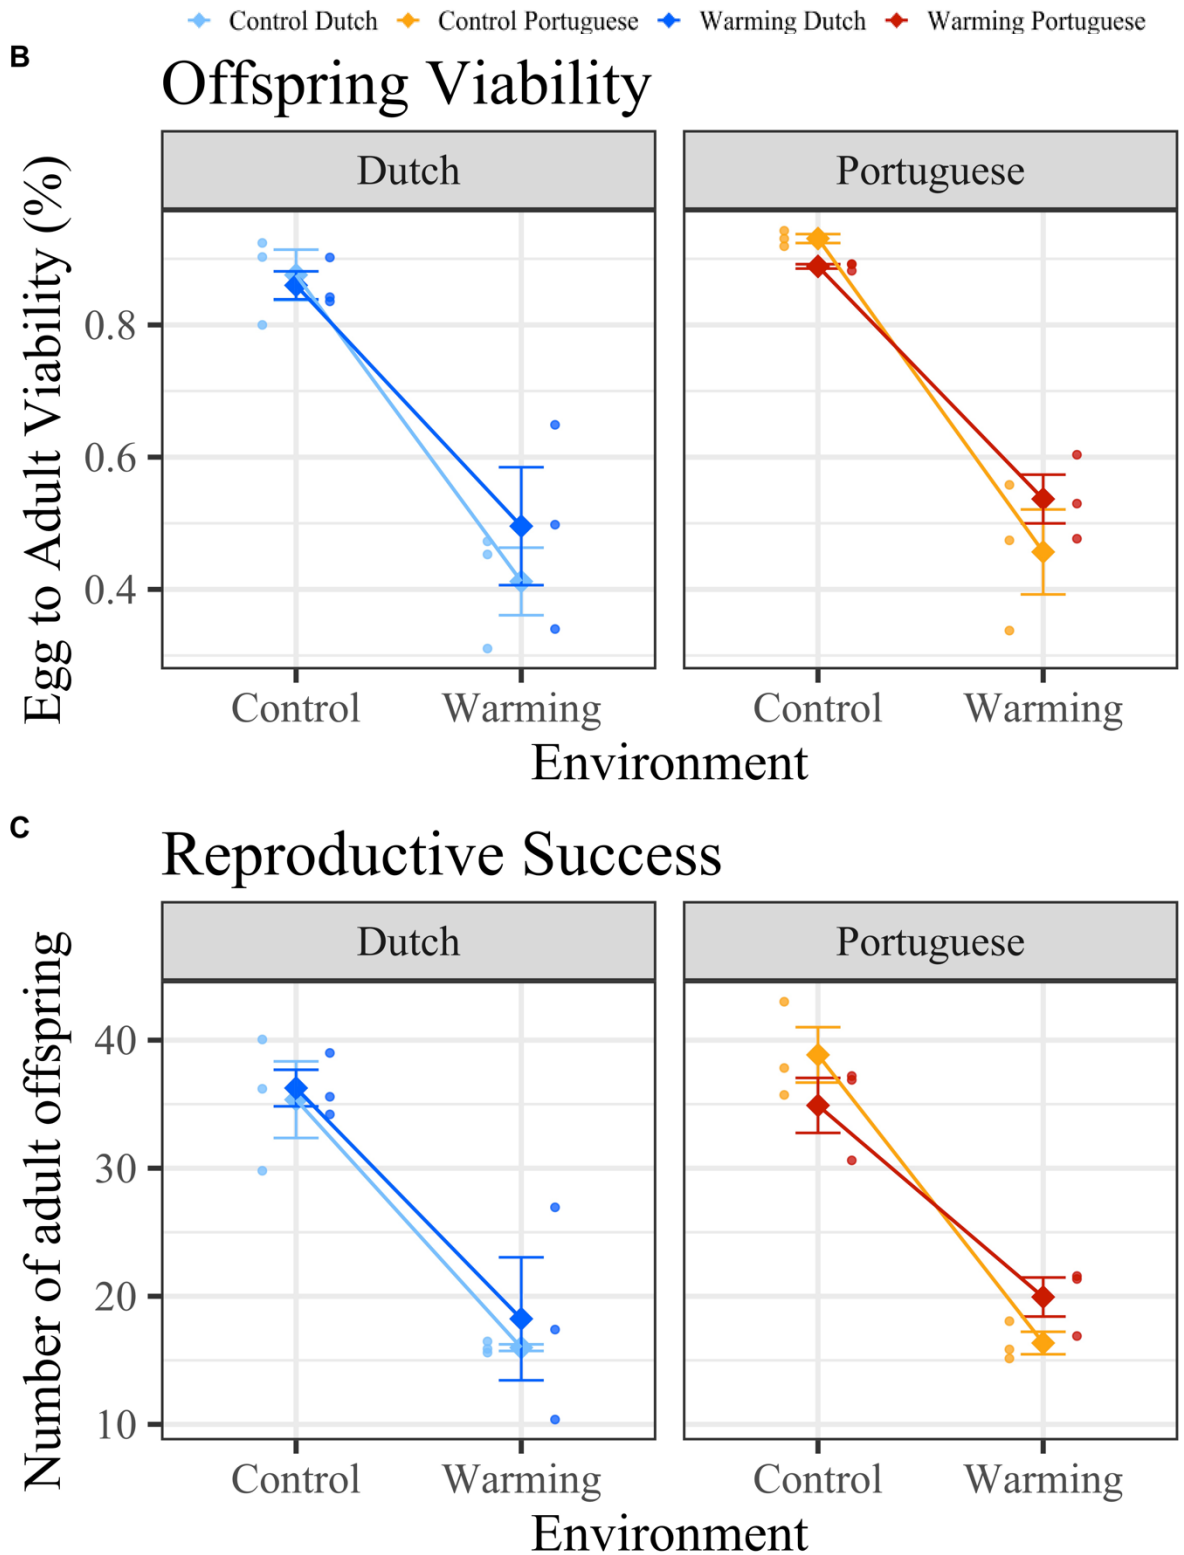 Control Dutch Control Portuguese Warming Dutch Warming Portuguese
B
Offspring Viability
Dutch Portuguese
Egg to Adult Viability (%)
0.8
0.6
0.4
Control Warming Control Warming
Environment
C
Reproductive Success
Dutch Portuguese
Number of adult offspring
40
30
20
10
Control Warming Control Warming
Environment